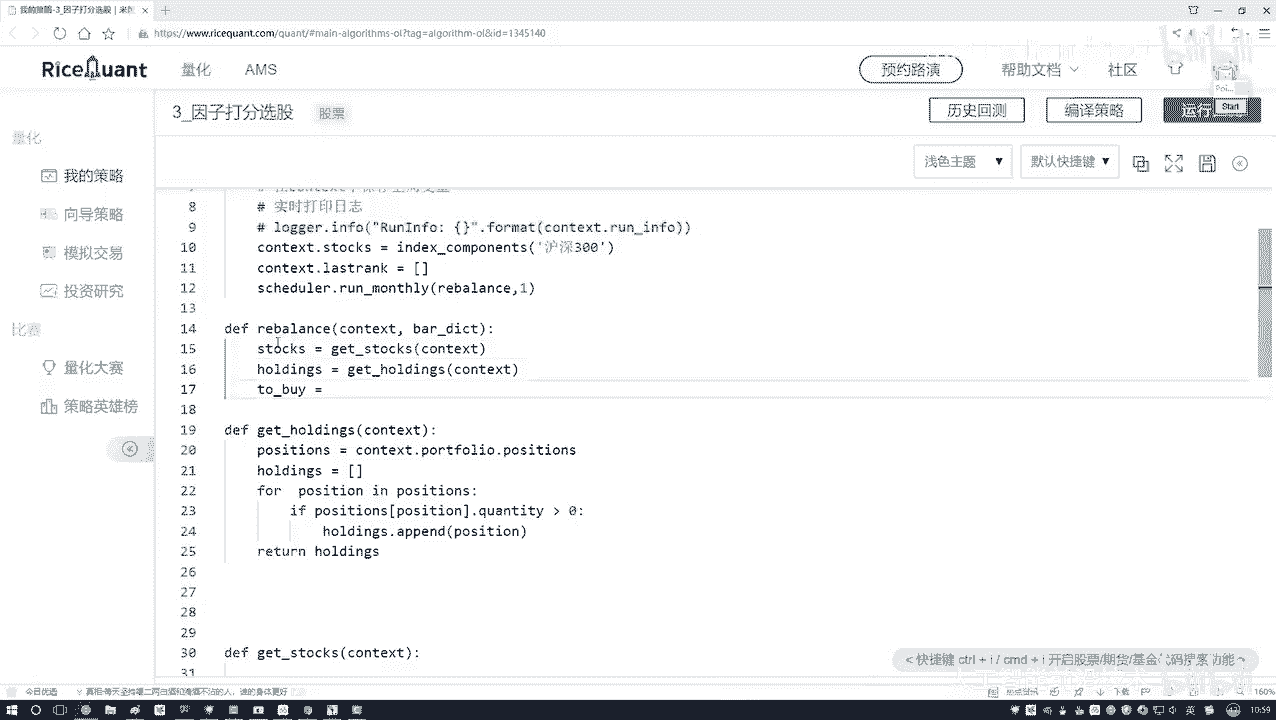 我的策略-3_因子打分选股 | 米
https://www.ricequant.com/quant/#main-algorithms-ol?tag=algorithm-ol&id=1345140
RiceQuant 量化 AMS 预约路演 帮助文档 社区
3_因子打分选股 股票 历史回测 编译策略 运行
Start
浅色主题 ▼ 默认快捷键 ▼
量化
我的策略
向导策略
模拟交易
投资研究
比赛
量化大赛
策略英雄榜
8 # 实时打印日志
9 # logger.info("RunInfo: {}".format(context.run_info))
10 context.stocks = index_components('沪深300')
11 context.lastrank = []
12 scheduler.run_monthly(rebalance,1)
13
14 def rebalance(context, bar_dict):
15 stocks = get_stocks(context)
16 holdings = get_holdings(context)
17 to_buy =
18
19 def get_holdings(context):
20 positions = context.portfolio.positions
21 holdings = []
22 for  position in positions:
23 if positions[position].quantity > 0:
24 holdings.append(position)
25 return holdings
26
27
28
29
30 def get_stocks(context):
31
<快捷键 ctrl + i / cmd + i 开启股票/期货/基金
今日优选
下载
160%
英
10:59